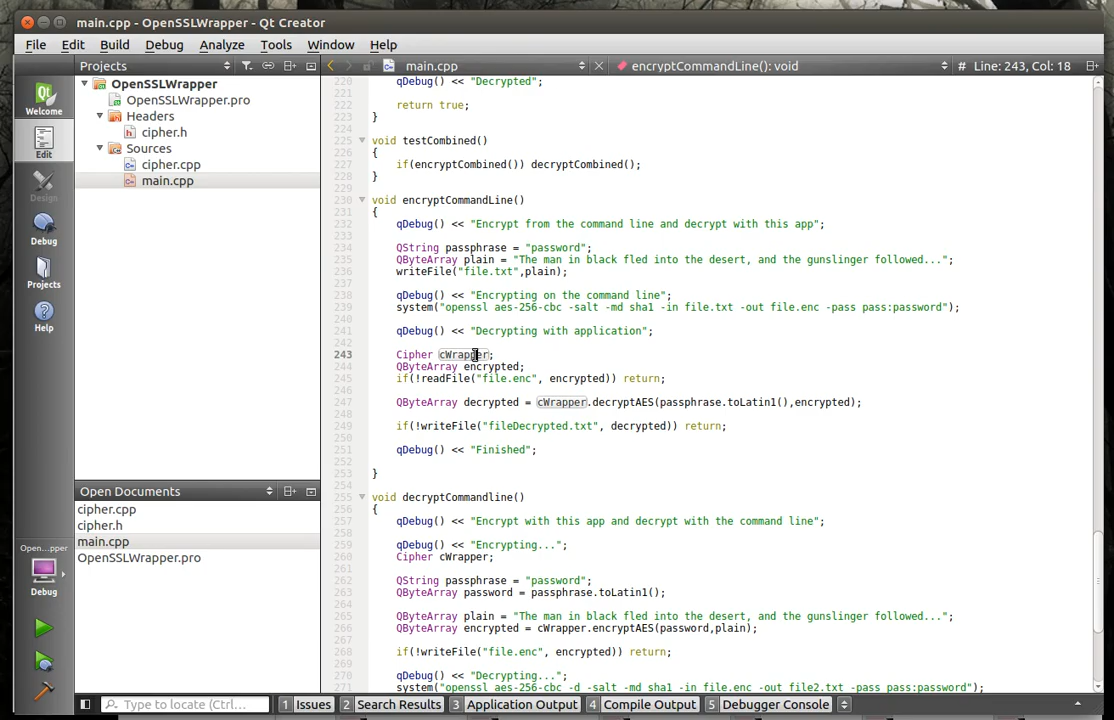 main.cpp - OpenSSLWrapper - Qt Creator
File Edit Build Debug Analyze Tools Window Help
Projects main.cpp encryptCommandLine(): void # Line: 243, Col: 18
Welcome
Edit
Design
Debug
Projects
Help
Open...pper
Debug
OpenSSLWrapper
OpenSSLWrapper.pro
Headers
cipher.h
Sources
cipher.cpp
main.cpp
Open Documents
cipher.cpp
cipher.h
main.cpp
OpenSSLWrapper.pro
220 qDebug() << "Decrypted";
221
222 return true;
223 }
224
225 void testCombined()
226 {
227 if(encryptCombined()) decryptCombined();
228 }
229
230 void encryptCommandLine()
231 {
232 qDebug() << "Encrypt from the command line and decrypt with this app";
233
234 QString passphrase = "password";
235 QByteArray plain = "The man in black fled into the desert, and the gunslinger followed...";
236 writeFile("file.txt",plain);
237
238 qDebug() << "Encrypting on the command line";
239 system("openssl aes-256-cbc -salt -md sha1 -in file.txt -out file.enc -pass pass:password");
240
241 qDebug() << "Decrypting with application";
242
243 Cipher cWrapper;
244 QByteArray encrypted;
245 if(!readFile("file.enc", encrypted)) return;
246
247 QByteArray decrypted = cWrapper.decryptAES(passphrase.toLatin1(),encrypted);
248
249 if(!writeFile("fileDecrypted.txt", decrypted)) return;
250
251 qDebug() << "Finished";
252
253 }
254
255 void decryptCommandline()
256 {
257 qDebug() << "Encrypt with this app and decrypt with the command line";
258
259 qDebug() << "Encrypting...";
260 Cipher cWrapper;
261
262 QString passphrase = "password";
263 QByteArray password = passphrase.toLatin1();
264
265 QByteArray plain = "The man in black fled into the desert, and the gunslinger followed...";
266 QByteArray encrypted = cWrapper.encryptAES(password,plain);
267
268 if(!writeFile("file.enc", encrypted)) return;
269
270 qDebug() << "Decrypting...";
271 system("openssl aes-256-cbc -d -salt -md sha1 -in file.enc -out file2.txt -pass pass:password");
Type to locate (Ctrl... 1 Issues 2 Search Results 3 Application Output 4 Compile Output 5 Debugger Console